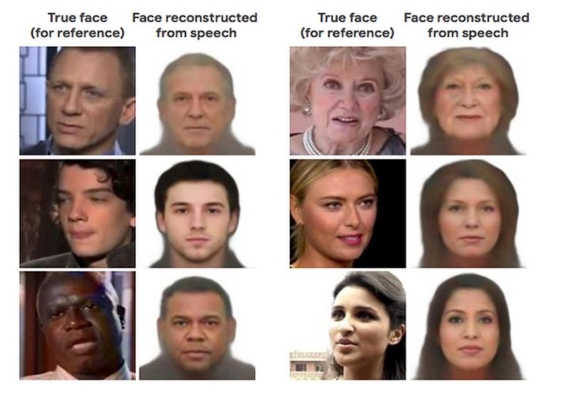 True face
(for reference)
Face reconstructed
from speech
True face
(for reference)
Face reconstructed
from speech